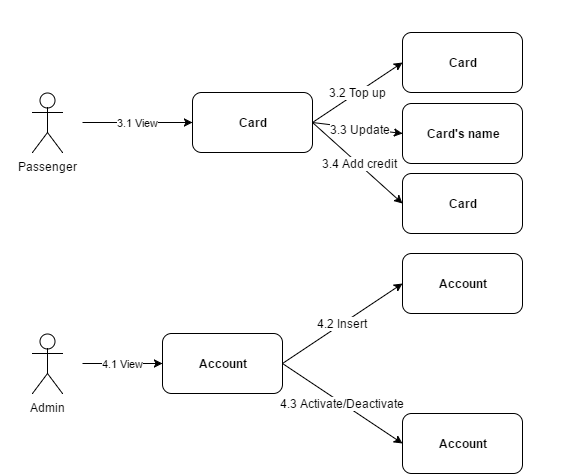 Card
3.2 Top up
3.1 View
Card
3.3 Update
Card's name
Passenger
3.4 Add credit
Card
Account
4.2 Insert
4.1 View
Account
Admin
4.3 Activate/Deactivate
Account